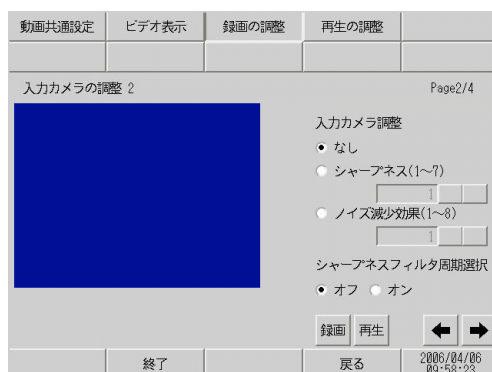 動画共通設定 ビデオ表示 録画の調整 再生の調整
入力カメラの調整 2 Page2/4
入力カメラ調整
なし
シャープネス(1～7)
1
ノイズ減少効果(1～8)
1
シャープネスフィルタ周期選択
オフ オン
録画 再生
終了 戻る 2006/04/06
09:58:23